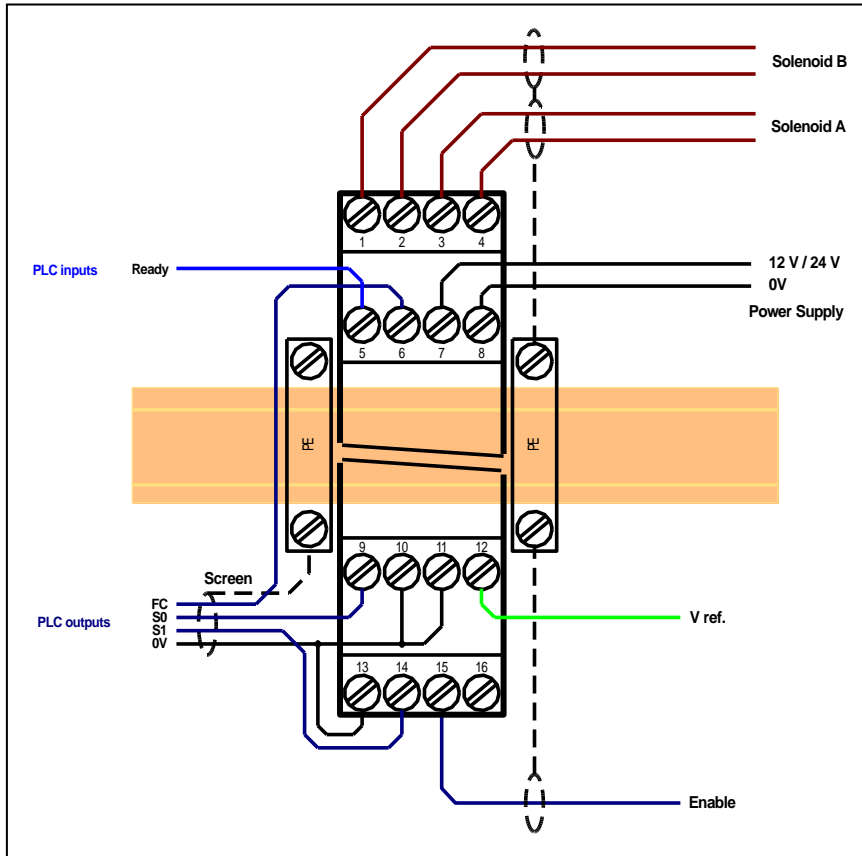 Solenoid B
Solenoid A
1 2 3 4
PLC inputs Ready
12 V / 24 V
0V
Power Supply
5 6 7 8
PE PE
9 10 11 12
Screen
PLC outputs
FC
S0
S1
0V
V ref.
13 14 15 16
Enable